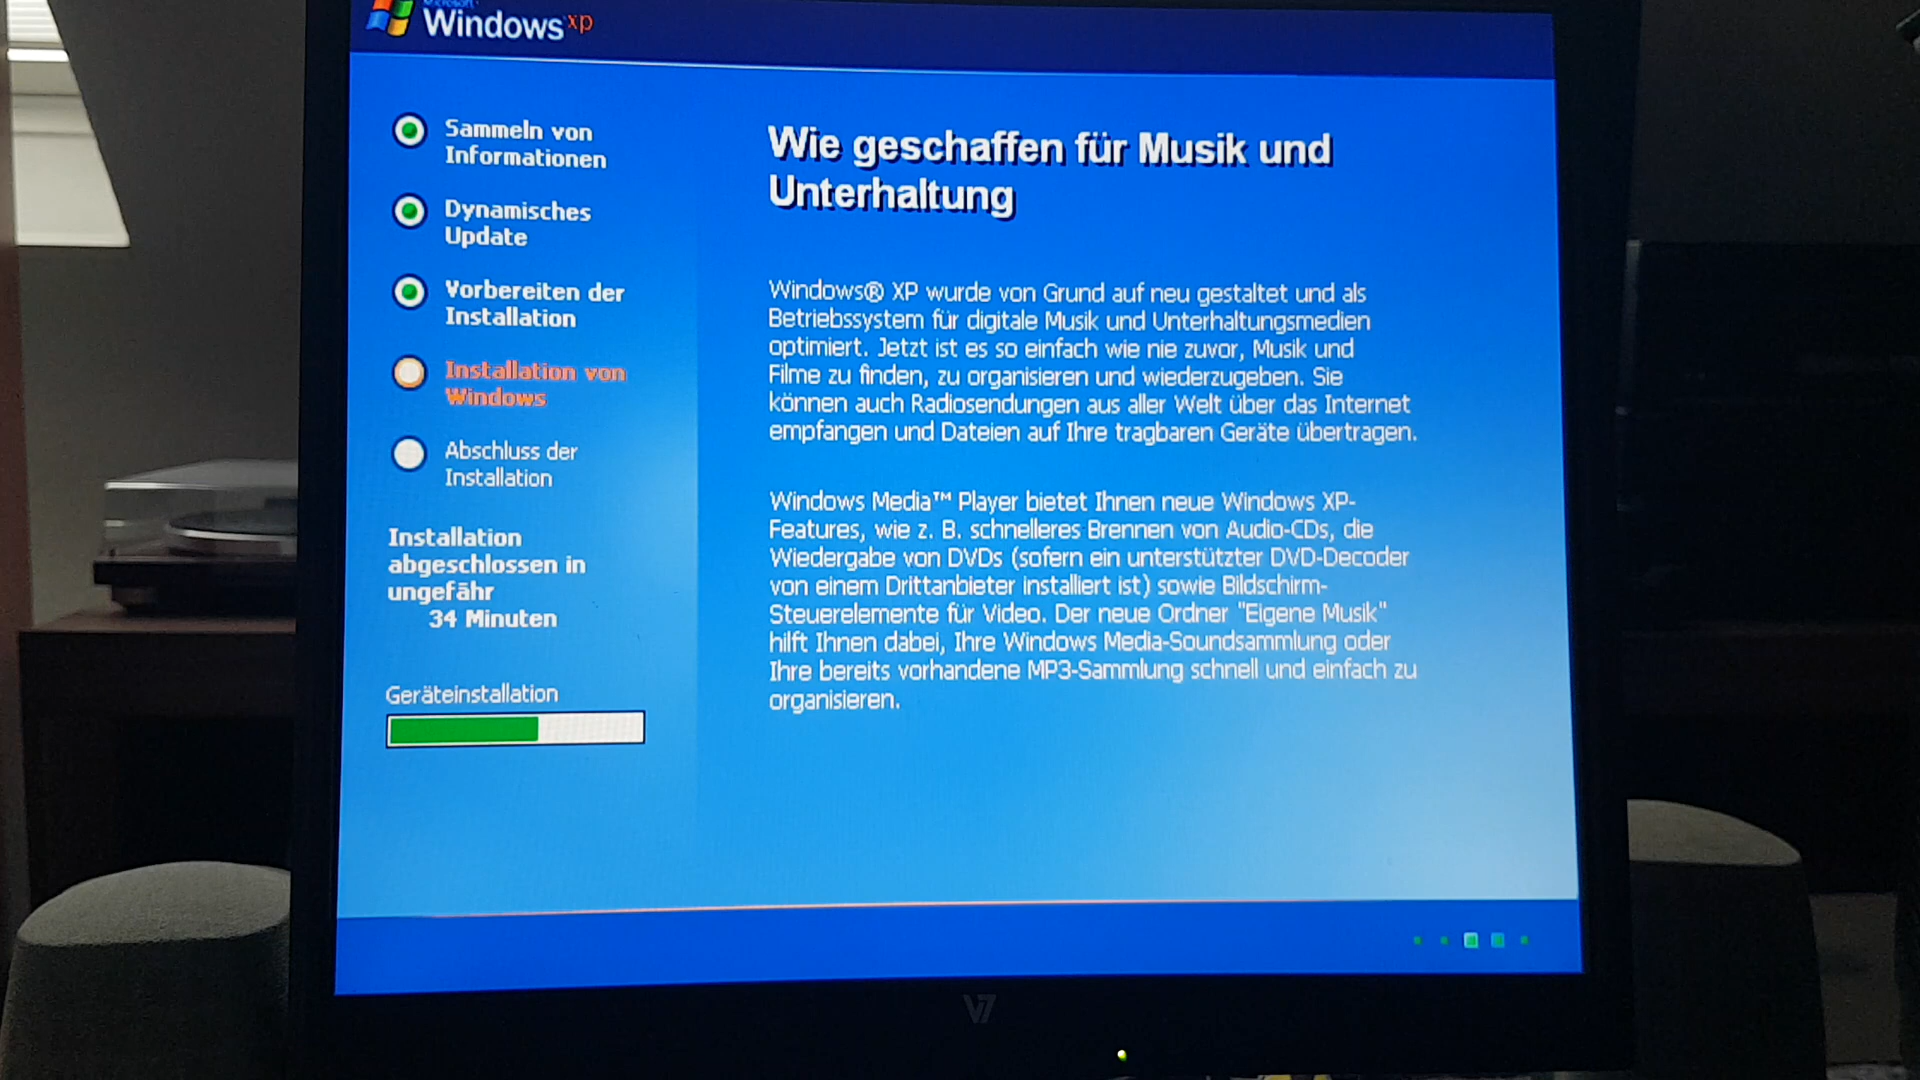 Microsoft
Windows xp
Sammeln von
Informationen
Dynamisches
Update
Vorbereiten der
Installation
Installation von
Windows
Abschluss der
Installation
Installation
abgeschlossen in
ungefähr
34 Minuten
Geräteinstallation
Wie geschaffen für Musik und
Unterhaltung
Windows® XP wurde von Grund auf neu gestaltet und als
Betriebssystem für digitale Musik und Unterhaltungsmedien
optimiert. Jetzt ist es so einfach wie nie zuvor, Musik und
Filme zu finden, zu organisieren und wiederzugeben. Sie
können auch Radiosendungen aus aller Welt über das Internet
empfangen und Dateien auf Ihre tragbaren Geräte übertragen.
Windows Media™ Player bietet Ihnen neue Windows XP-
Features, wie z. B. schnelleres Brennen von Audio-CDs, die
Wiedergabe von DVDs (sofern ein unterstützter DVD-Decoder
von einem Drittanbieter installiert ist) sowie Bildschirm-
Steuerelemente für Video. Der neue Ordner "Eigene Musik"
hilft Ihnen dabei, Ihre Windows Media-Soundsammlung oder
Ihre bereits vorhandene MP3-Sammlung schnell und einfach zu
organisieren.
V7